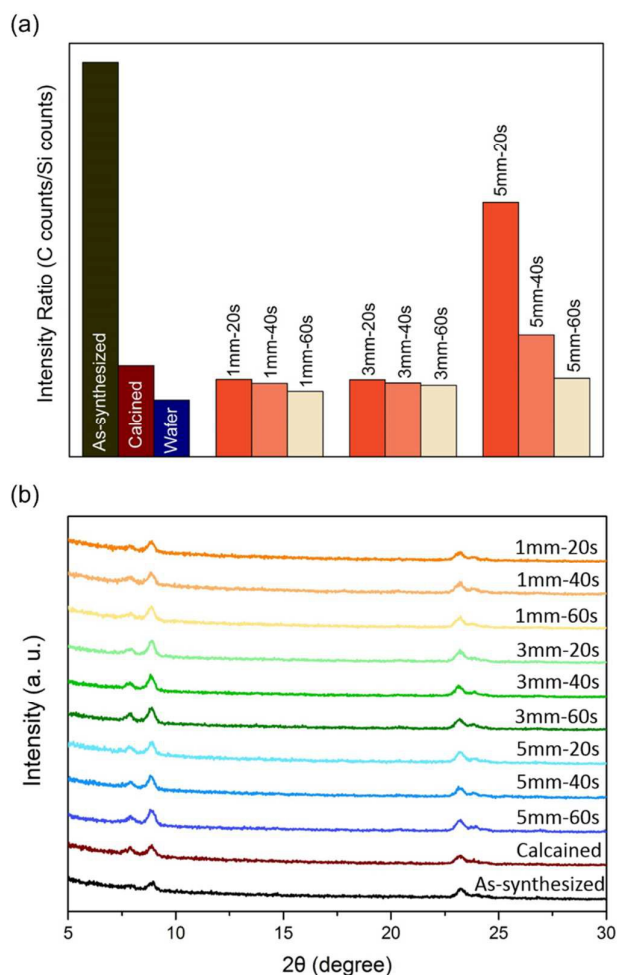 (a)
Intensity Ratio (C counts/Si counts)
As-synthesized
Calcined
Wafer
1mm-20s
1mm-40s
1mm-60s
3mm-20s
3mm-40s
3mm-60s
5mm-20s
5mm-40s
5mm-60s
(b)
Intensity (a. u.)
1mm-20s
1mm-40s
1mm-60s
3mm-20s
3mm-40s
3mm-60s
5mm-20s
5mm-40s
5mm-60s
Calcained
As-synthesized
5 10 15 20 25 30
2θ (degree)